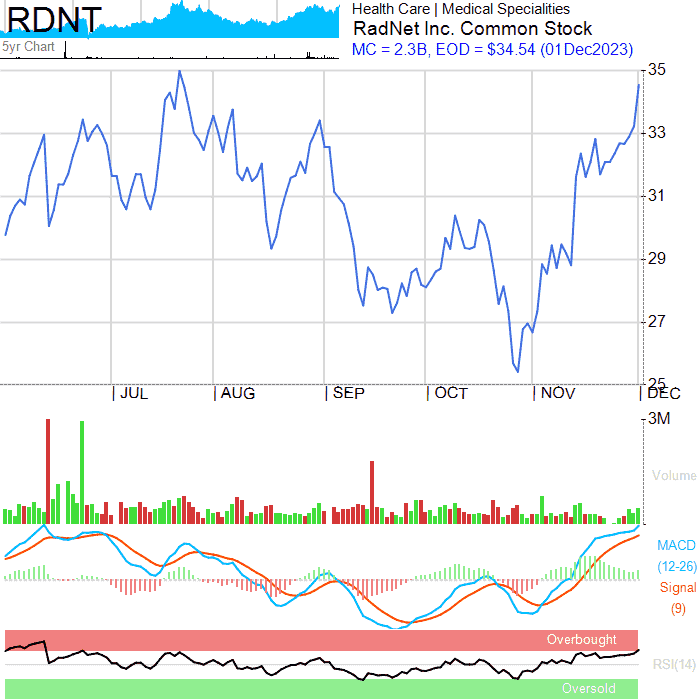 RDNT
5yr Chart
Health Care | Medical Specialities
RadNet Inc. Common Stock
MC = 2.3B, EOD = $34.54 (01Dec2023)
35
33
31
29
27
25
JUL
AUG
SEP
OCT
NOV
DEC
3M
Volume
MACD
(12-26)
Signal
(9)
Overbought
RSI(14)
Oversold